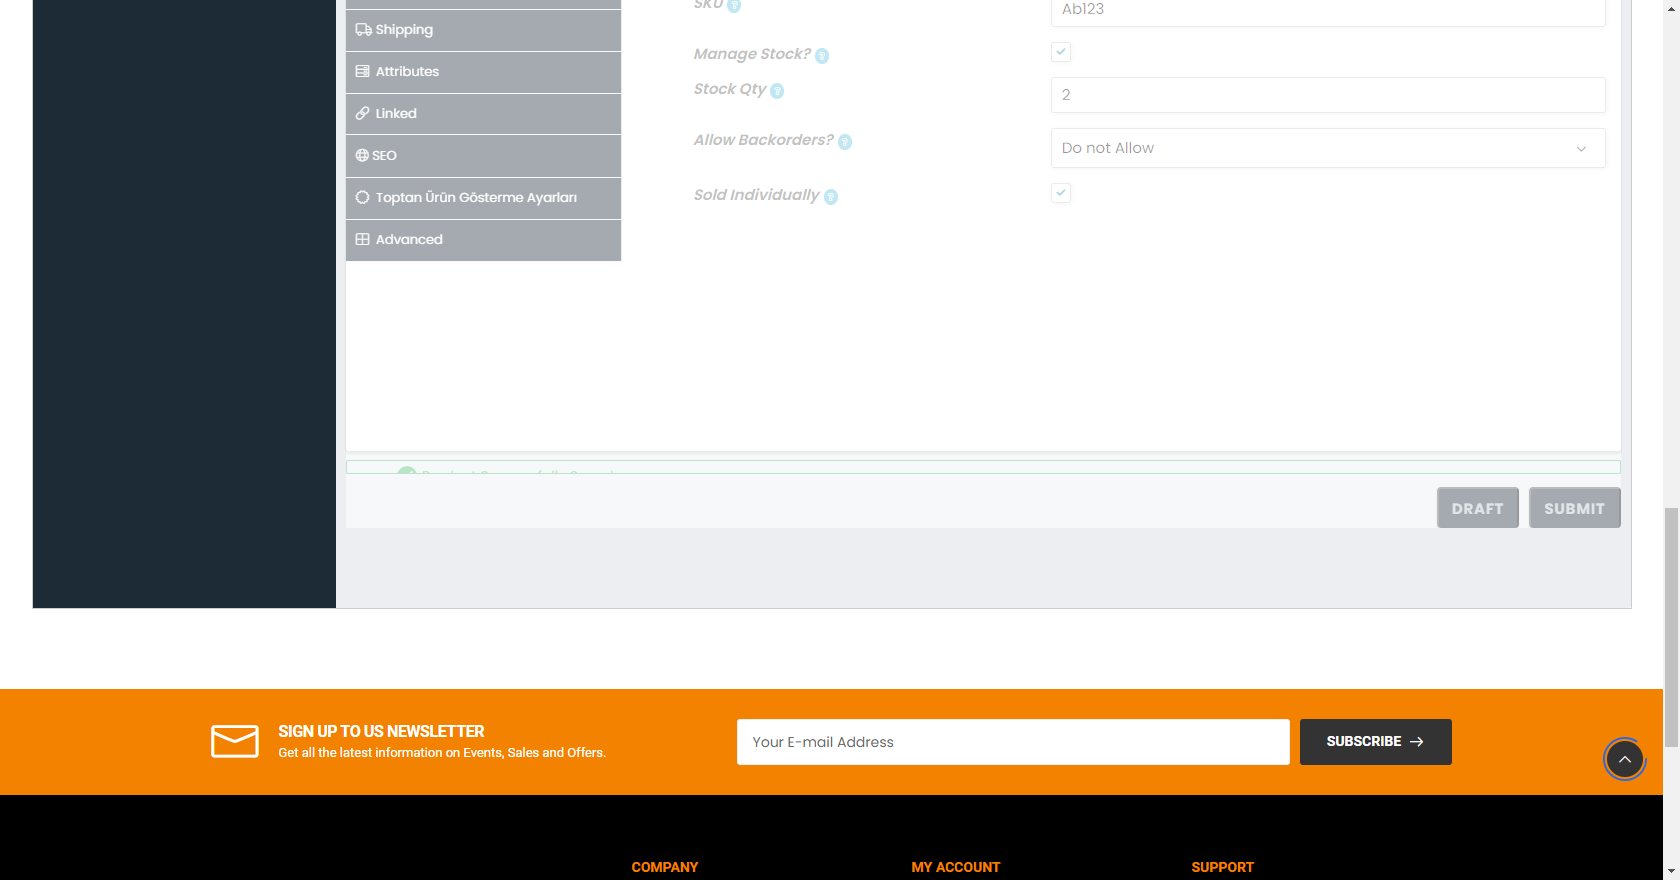 SKU
Ab123
Shipping
Manage Stock?
Attributes
Stock Qty
2
Linked
Allow Backorders?
Do not Allow
SEO
Toptan Ürün Gösterme Ayarları
Sold Individually
Advanced
DRAFT
SUBMIT
SIGN UP TO US NEWSLETTER
Get all the latest information on Events, Sales and Offers.
Your E-mail Address
SUBSCRIBE
COMPANY
MY ACCOUNT
SUPPORT